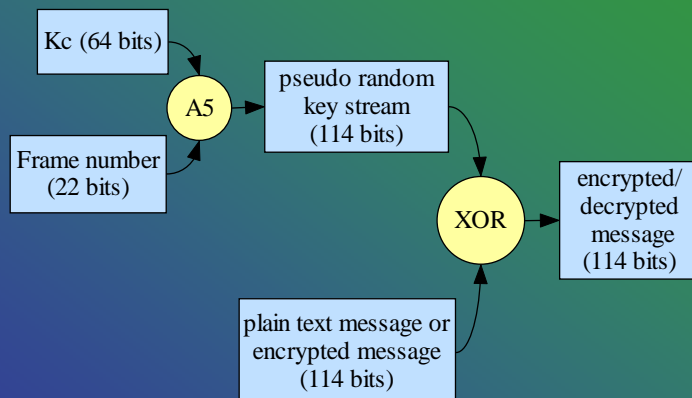 Kc (64 bits)
A5
Frame number
(22 bits)
pseudo random
key stream
(114 bits)
XOR
plain text message or
encrypted message
(114 bits)
encrypted/
decrypted
message
(114 bits)